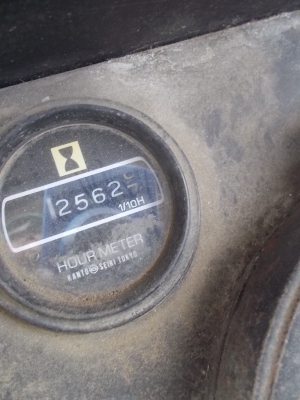 2562
1/10H
HOUR METER
KANTO SEIKI TOKYO